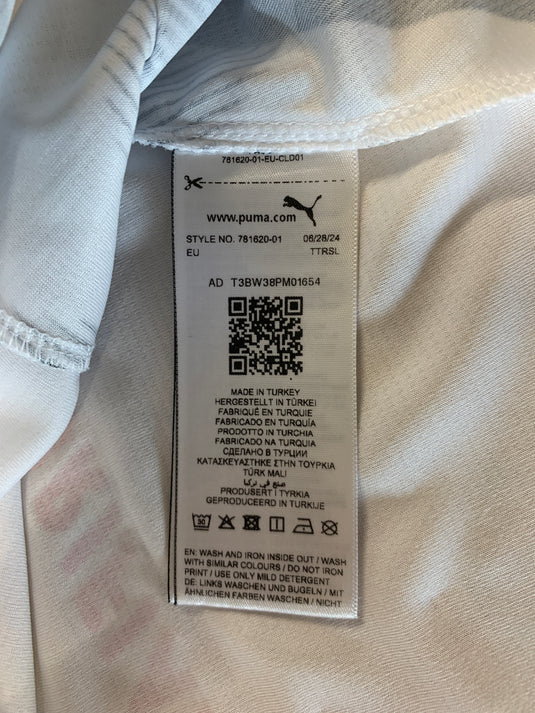 781620-01-EU-CLD01
www.puma.com
STYLE NO. 781620-01 06/28/24
EU TTRSL
AD T3BW38PM01654
MADE IN TURKEY
HERGESTELLT IN TÜRKEI
FABRIQUÉ EN TURQUIE
FABRICADO EN TURQUÍA
PRODOTTO IN TURCHIA
FABRICADO NA TURQUIA
СДЕЛАНО В ТУРЦИИ
ΚΑΤΑΣΚΕΥΑΣΤΗΚΕ ΣΤΗΝ ΤΟΥΡΚΙΑ
TÜRK MALI
صنع في تركيا
PRODUSERT I TYRKIA
GEPRODUCEERD IN TURKIJE
30
EN: WASH AND IRON INSIDE OUT / WASH
WITH SIMILAR COLOURS / DO NOT IRON
PRINT / USE ONLY MILD DETERGENT
DE: LINKS WASCHEN UND BÜGELN / MIT
ÄHNLICHEN FARBEN WASCHEN / NICHT